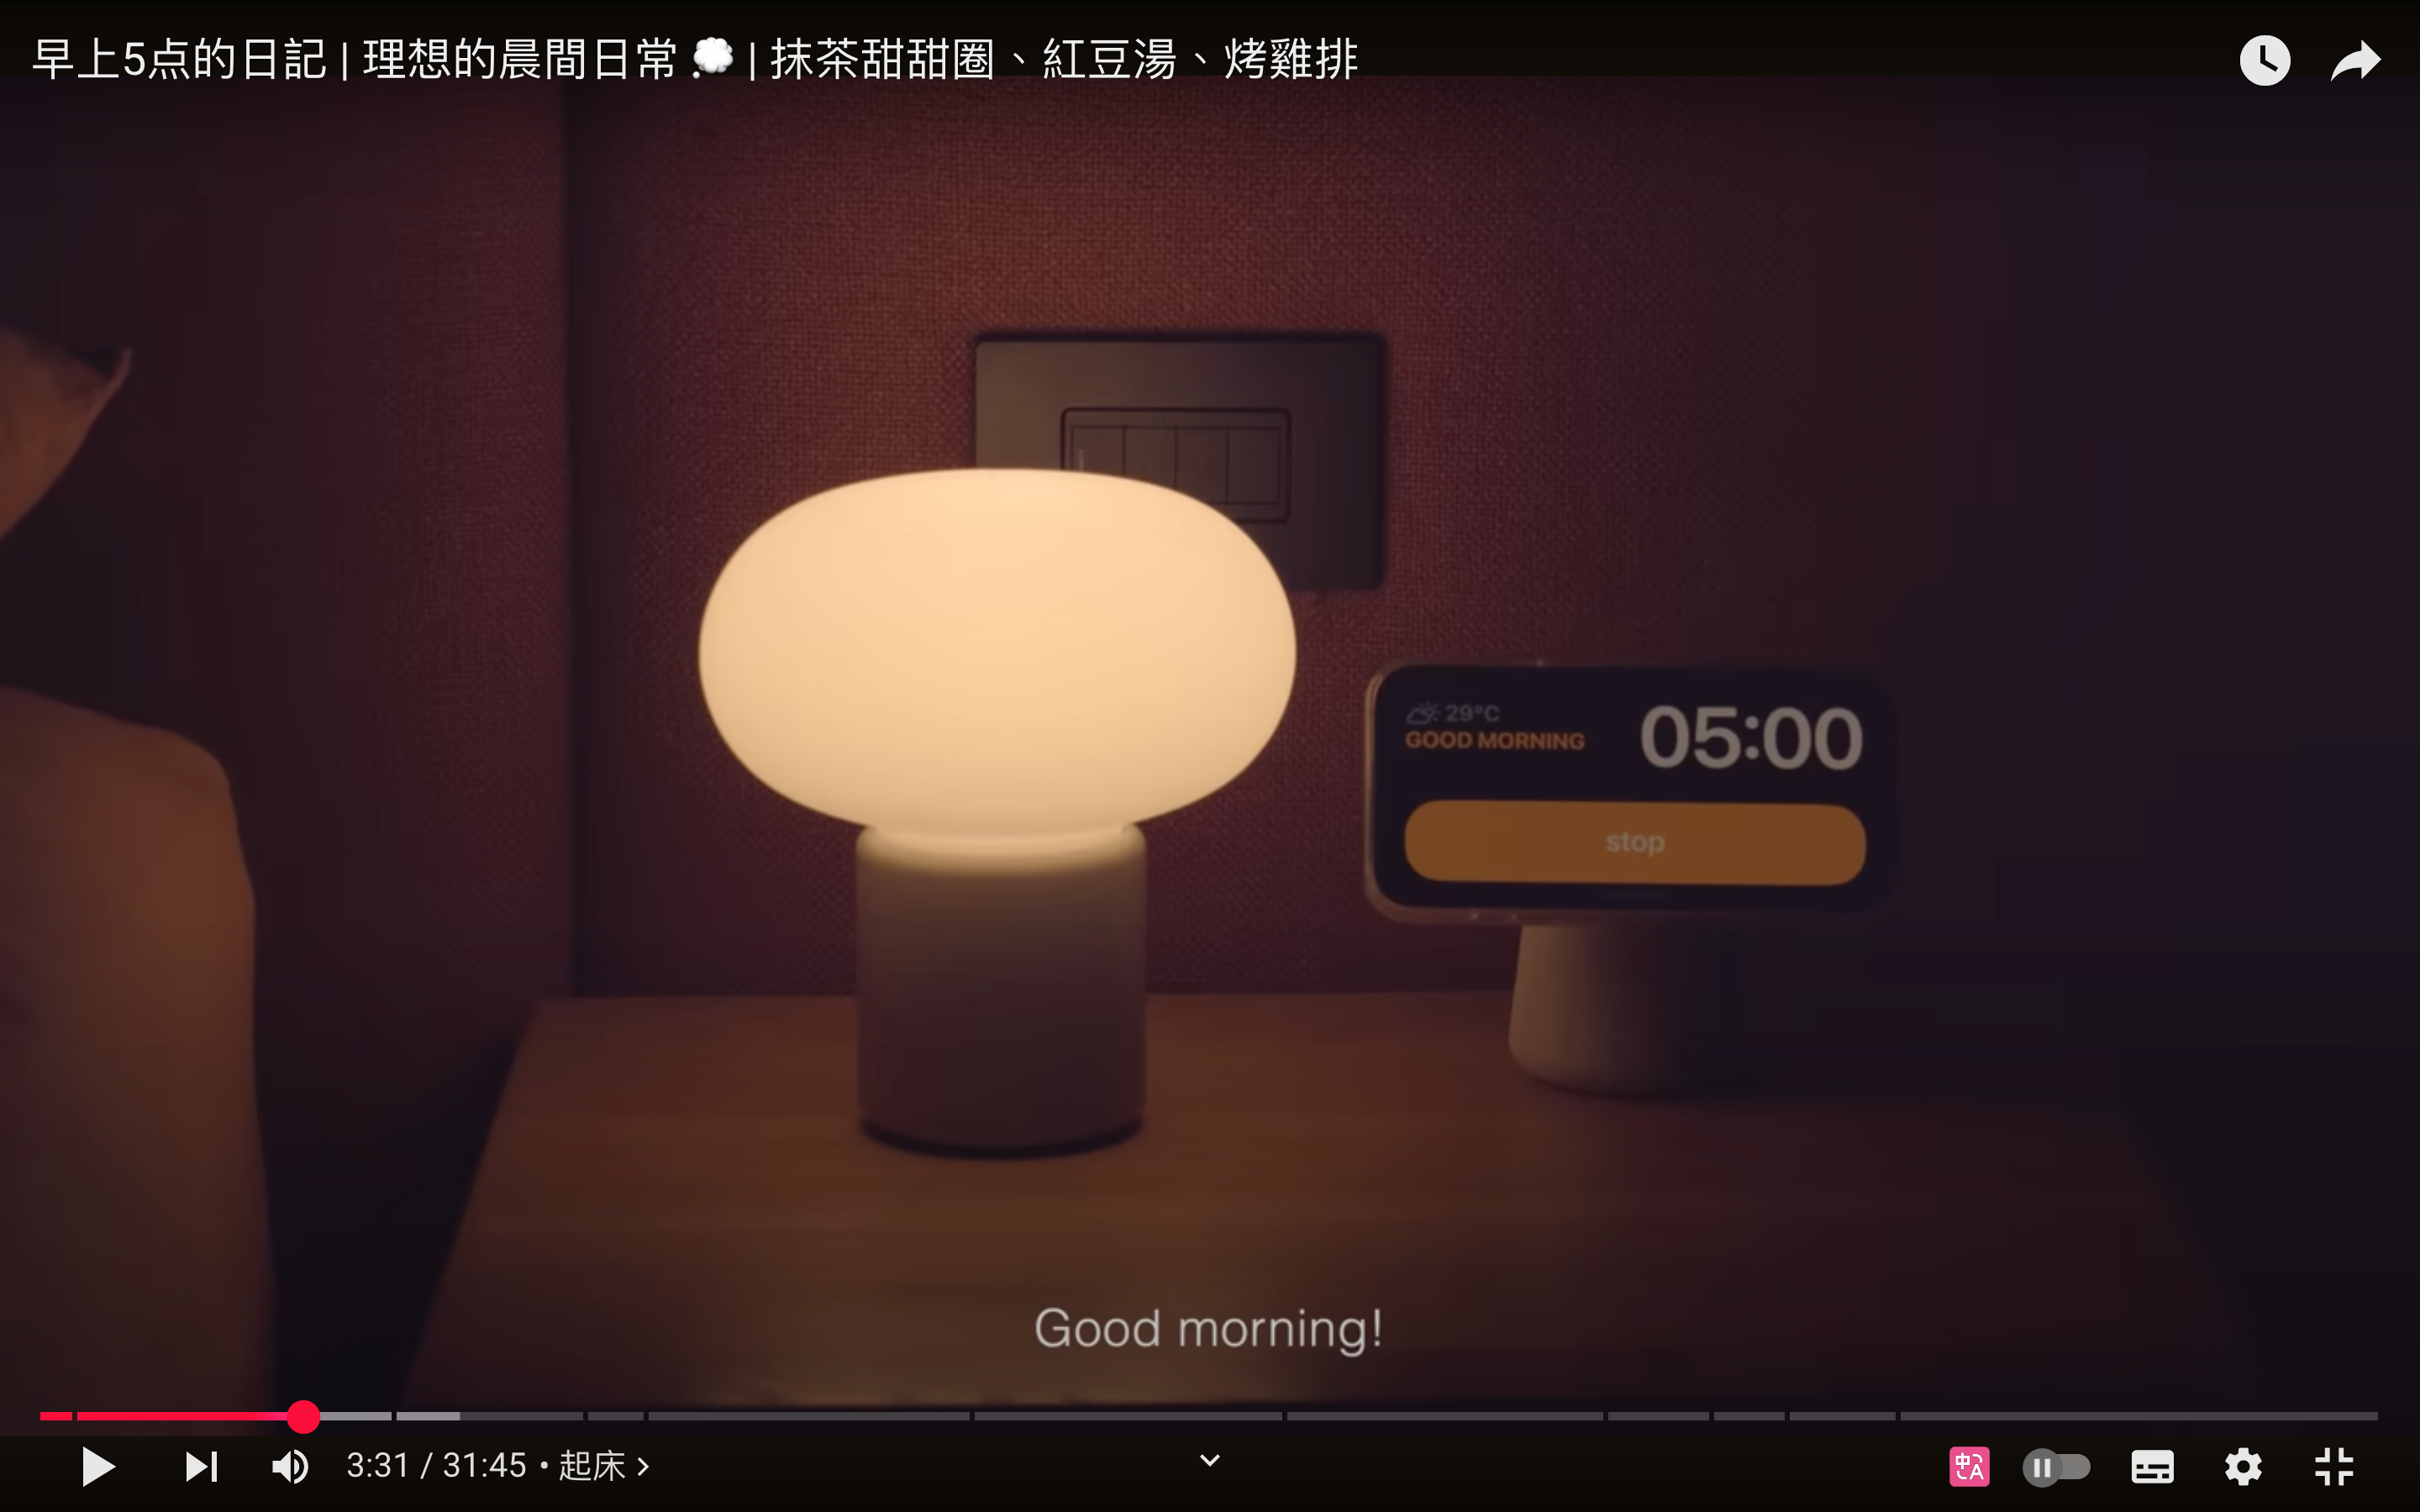 早上5点的日記 | 理想的晨間日常 💭 | 抹茶甜甜圈、紅豆湯、烤雞排
29°C
GOOD MORNING
05:00
stop
Good morning!
3:31 / 31:45 • 起床 >
中A